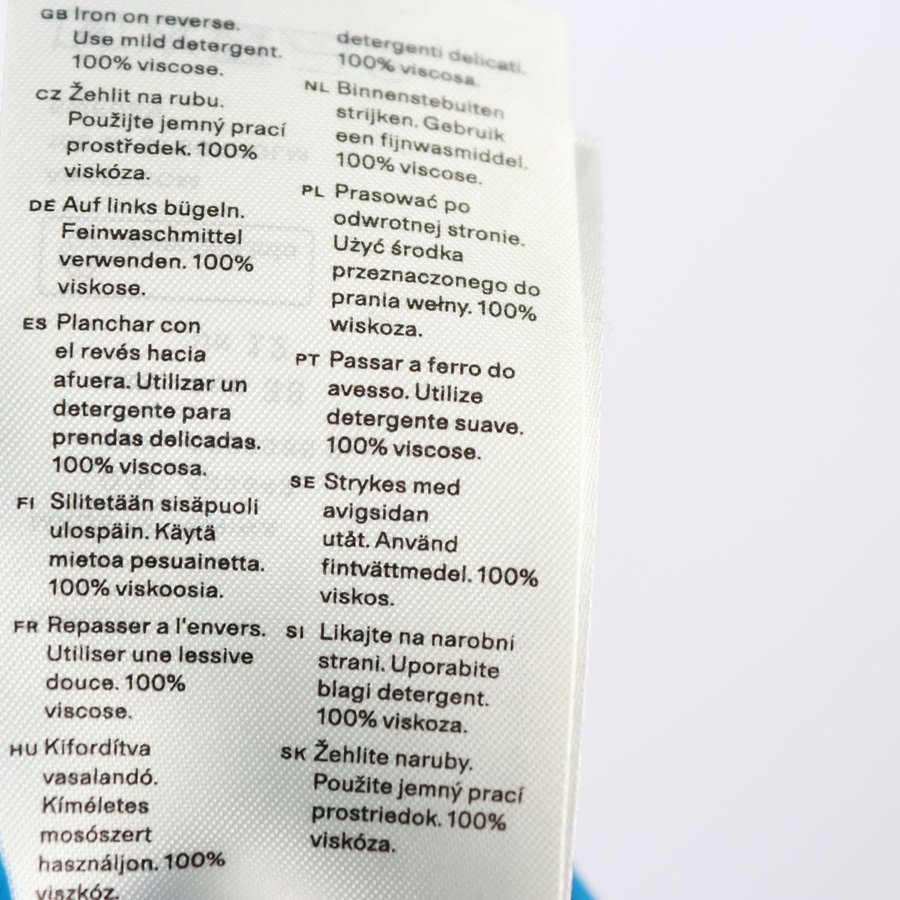 GB Iron on reverse.
Use mild detergent.
100% viscose.
CZ Žehlit na rubu.
Použijte jemný prací
prostředek. 100%
viskóza.
DE Auf links bügeln.
Feinwaschmittel
verwenden. 100%
viskose.
ES Planchar con
el revés hacia
afuera. Utilizar un
detergente para
prendas delicadas.
100% viscosa.
FI Silitetään sisäpuoli
ulospäin. Käytä
mietoa pesuainetta.
100% viskoosia.
FR Repasser a l'envers.
Utiliser une lessive
douce. 100%
viscose.
HU Kifordítva
vasalandó.
Kíméletes
mosószert
használjon. 100%
viszkóz.
detergenti delicati.
100% viscosa.
NL Binnenstebuiten
strijken. Gebruik
een fijnwasmiddel.
100% viscose.
PL Prasować po
odwrotnej stronie.
Użyć środka
przeznaczonego do
prania wełny. 100%
wiskoza.
PT Passar a ferro do
avesso. Utilize
detergente suave.
100% viscose.
SE Strykes med
avigsidan
utåt. Använd
fintvättmedel. 100%
viskos.
SI Likajte na narobni
strani. Uporabite
blagi detergent.
100% viskoza.
SK Žehlite naruby.
Použite jemný prací
prostriedok. 100%
viskóza.